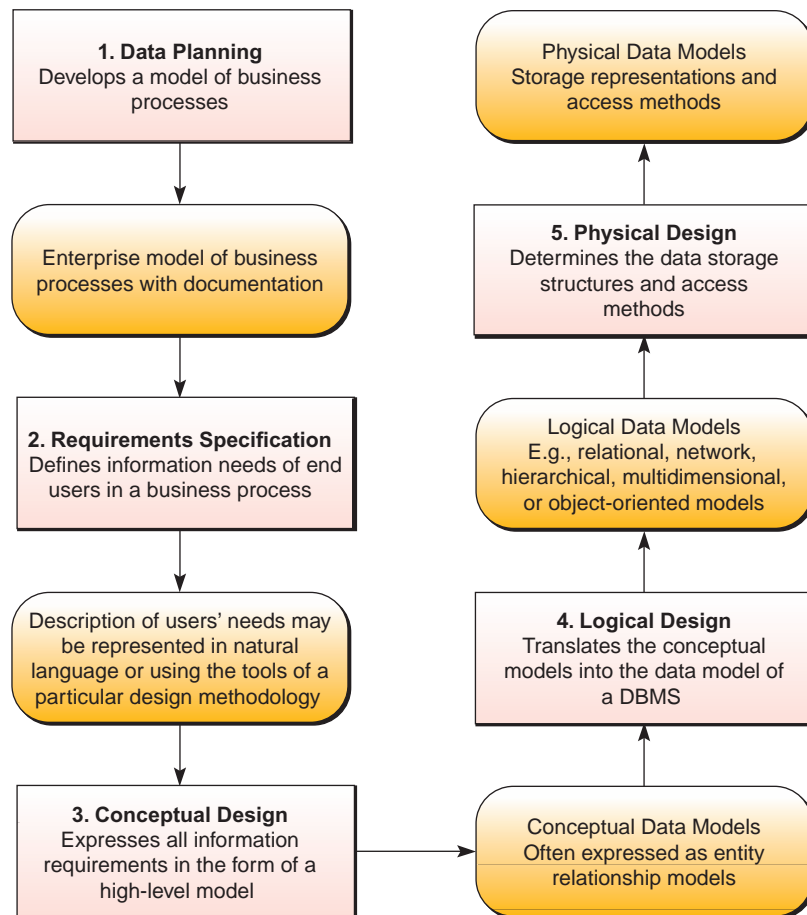 1. Data Planning
Develops a model of business
processes
Enterprise model of business
processes with documentation
2. Requirements Specification
Defines information needs of end
users in a business process
Description of users’ needs may
be represented in natural
language or using the tools of a
particular design methodology
3. Conceptual Design
Expresses all information
requirements in the form of a
high-level model
Conceptual Data Models
Often expressed as entity
relationship models
4. Logical Design
Translates the conceptual
models into the data model of
a DBMS
Logical Data Models
E.g., relational, network,
hierarchical, multidimensional,
or object-oriented models
5. Physical Design
Determines the data storage
structures and access
methods
Physical Data Models
Storage representations and
access methods